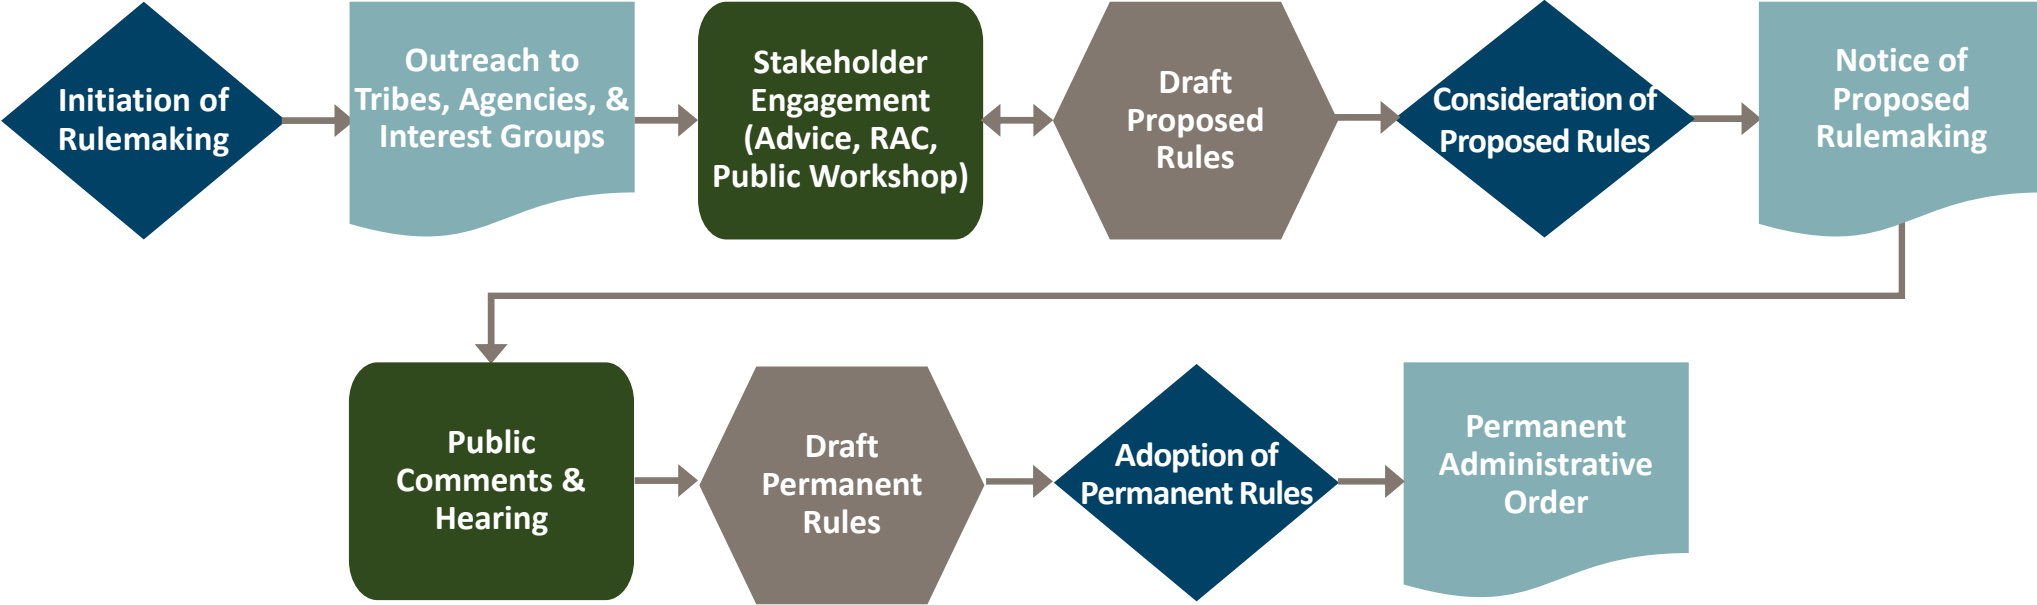 Initiation of
Rulemaking
Outreach to
Tribes, Agencies, &
Interest Groups
Stakeholder
Engagement
(Advice, RAC,
Public Workshop)
Draft
Proposed
Rules
Consideration of
Proposed Rules
Notice of
Proposed
Rulemaking
Public
Comments &
Hearing
Draft
Permanent
Rules
Adoption of
Permanent Rules
Permanent
Administrative
Order